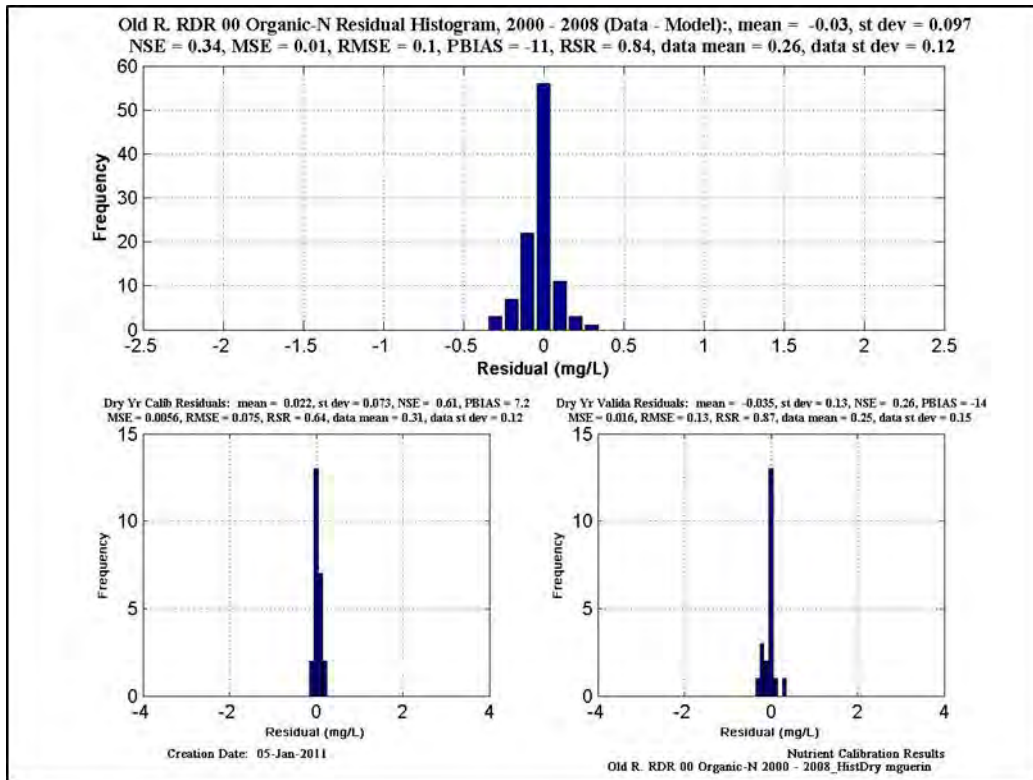 Old R. RDR 00 Organic-N Residual Histogram, 2000 - 2008 (Data - Model):, mean = -0.03, st dev = 0.097
NSE = 0.34, MSE = 0.01, RMSE = 0.1, PBIAS = -11, RSR = 0.84, data mean = 0.26, data st dev = 0.12
60
50
40
30
20
10
0
Frequency
-2.5 -2 -1.5 -1 -0.5 0 0.5 1 1.5 2 2.5
Residual (mg/L)
Dry Yr Calib Residuals: mean = 0.022, st dev = 0.073, NSE = 0.61, PBIAS = 7.2
MSE = 0.0056, RMSE = 0.075, RSR = 0.64, data mean = 0.31, data st dev = 0.12
15
10
5
0
Frequency
-4 -2 0 2 4
Residual (mg/L)
Dry Yr Valida Residuals: mean = -0.035, st dev = 0.13, NSE = 0.26, PBIAS = -14
MSE = 0.016, RMSE = 0.13, RSR = 0.87, data mean = 0.25, data st dev = 0.15
15
10
5
0
Frequency
-4 -2 0 2 4
Residual (mg/L)
Creation Date: 05-Jan-2011
Nutrient Calibration Results
Old R. RDR 00 Organic-N 2000 - 2008_HistDry mguerin